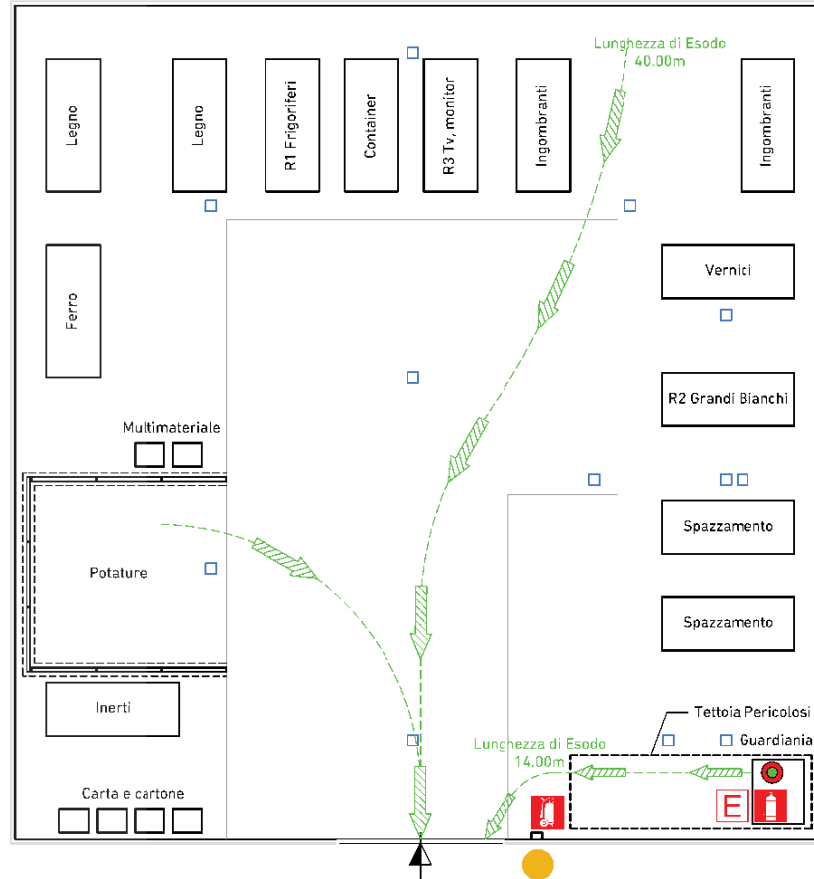 Lunghezza di Esodo
40.00m
Legno
Legno
R1 Frigoriferi
Container
R3 Tv, monitor
Ingombranti
Ingombranti
Ferro
Vernici
R2 Grandi Bianchi
Multimateriale
Spazzamento
Potature
Spazzamento
Inerti
Tettoia Pericolosi
Lunghezza di Esodo
14.00m
Guardiania
Carta e cartone
E